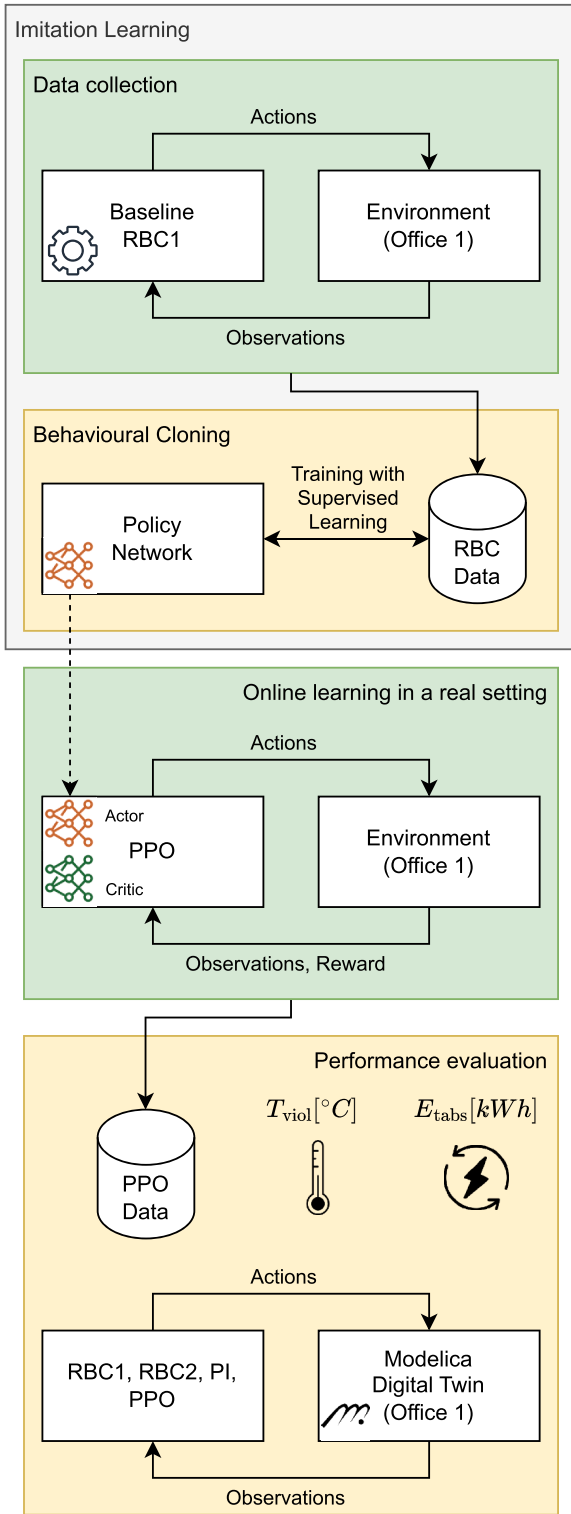 Imitation Learning
Data collection
Actions
Baseline
RBC1
Environment
(Office 1)
Observations
Behavioural Cloning
Training with
Supervised
Learning
Policy
Network
RBC
Data
Online learning in a real setting
Actions
Actor
PPO
Critic
Environment
(Office 1)
Observations, Reward
Performance evaluation
T_viol[°C]
E_tabs[kWh]
PPO
Data
Actions
RBC1, RBC2, PI,
PPO
Modelica
Digital Twin
(Office 1)
Observations